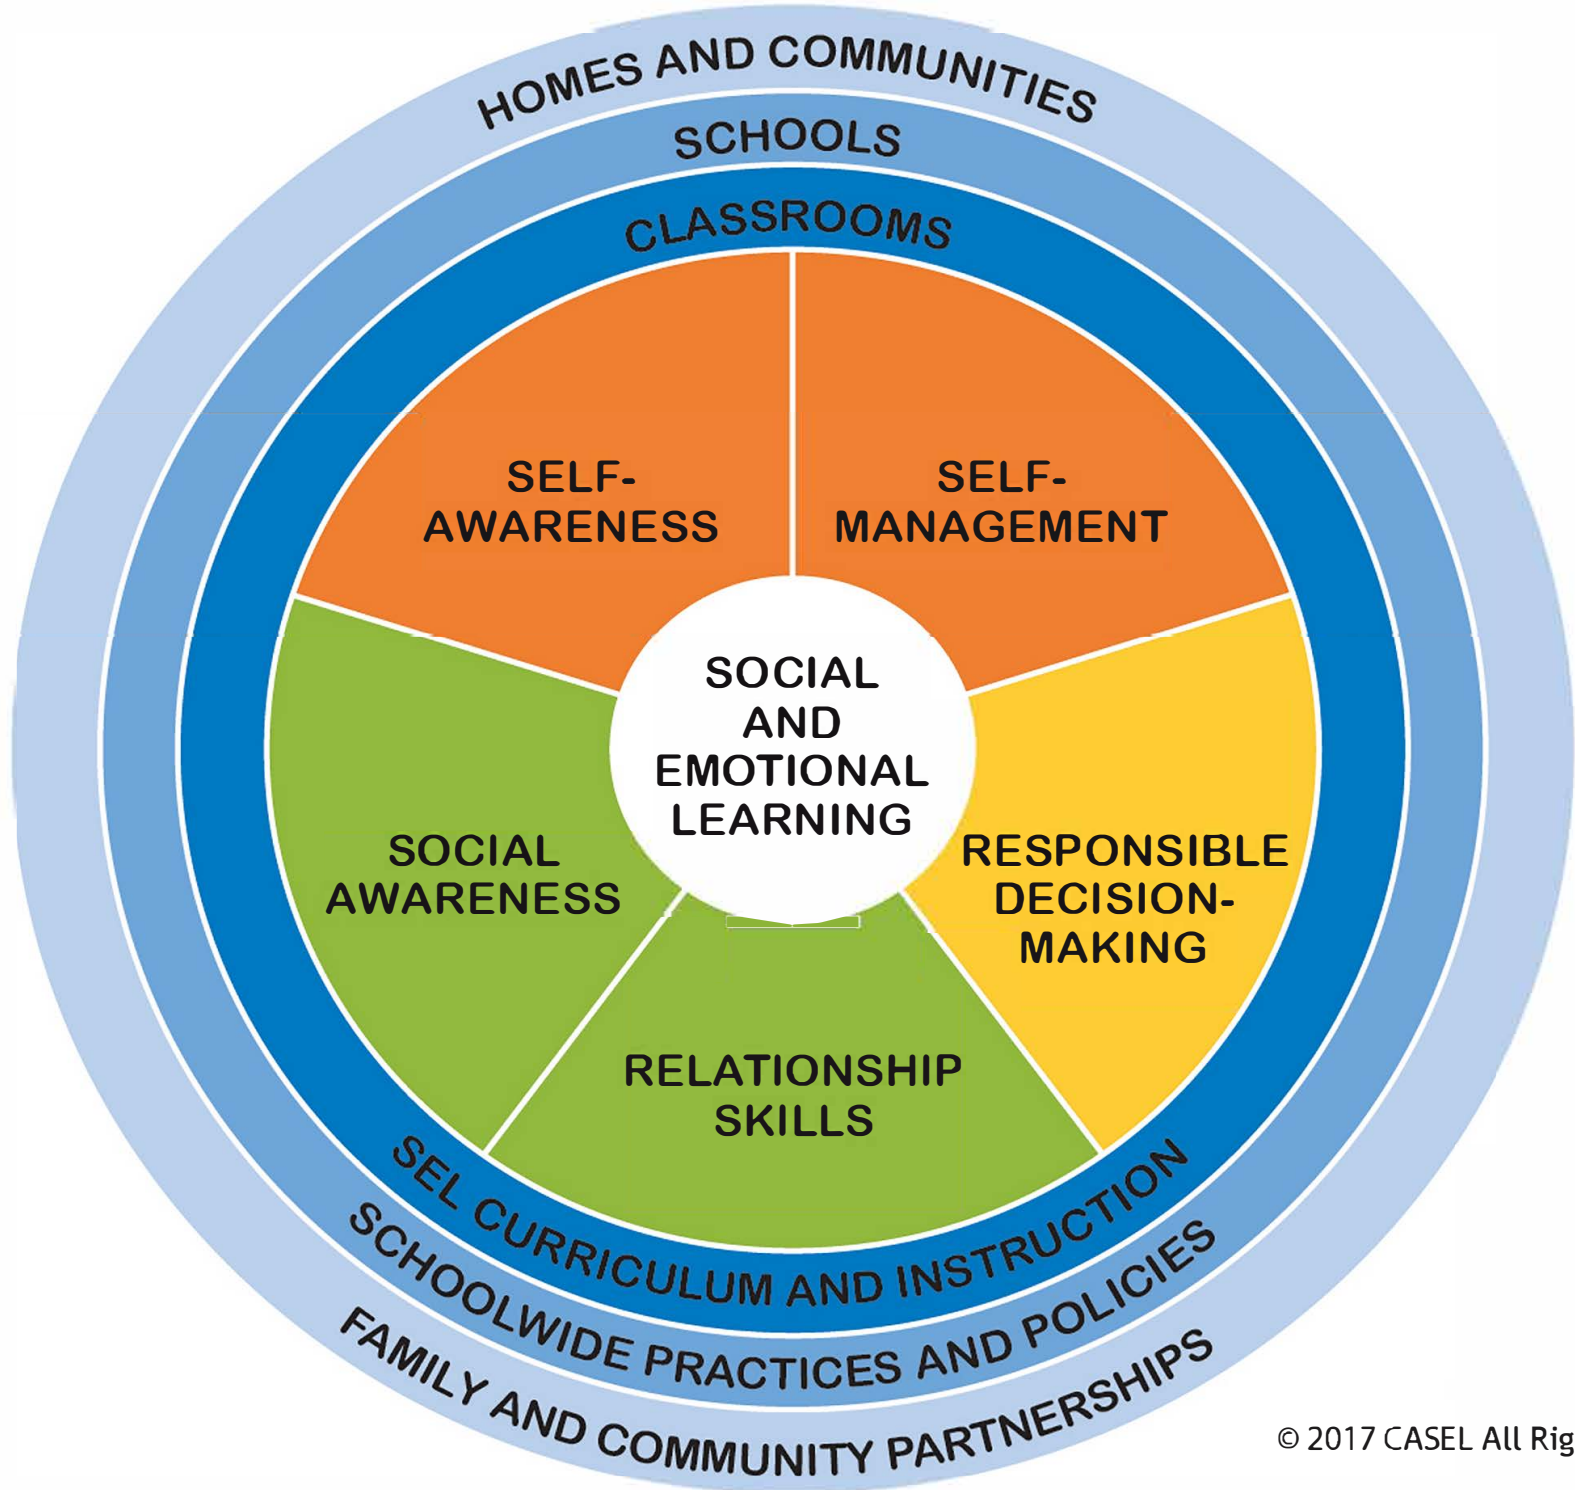 HOMES AND COMMUNITIES
SCHOOLS
CLASSROOMS
SELF-
AWARENESS
SELF-
MANAGEMENT
SOCIAL
AND
EMOTIONAL
LEARNING
SOCIAL
AWARENESS
RESPONSIBLE
DECISION-
MAKING
RELATIONSHIP
SKILLS
SEL CURRICULUM AND INSTRUCTION
SCHOOLWIDE PRACTICES AND POLICIES
FAMILY AND COMMUNITY PARTNERSHIPS
© 2017 CASEL All Rig